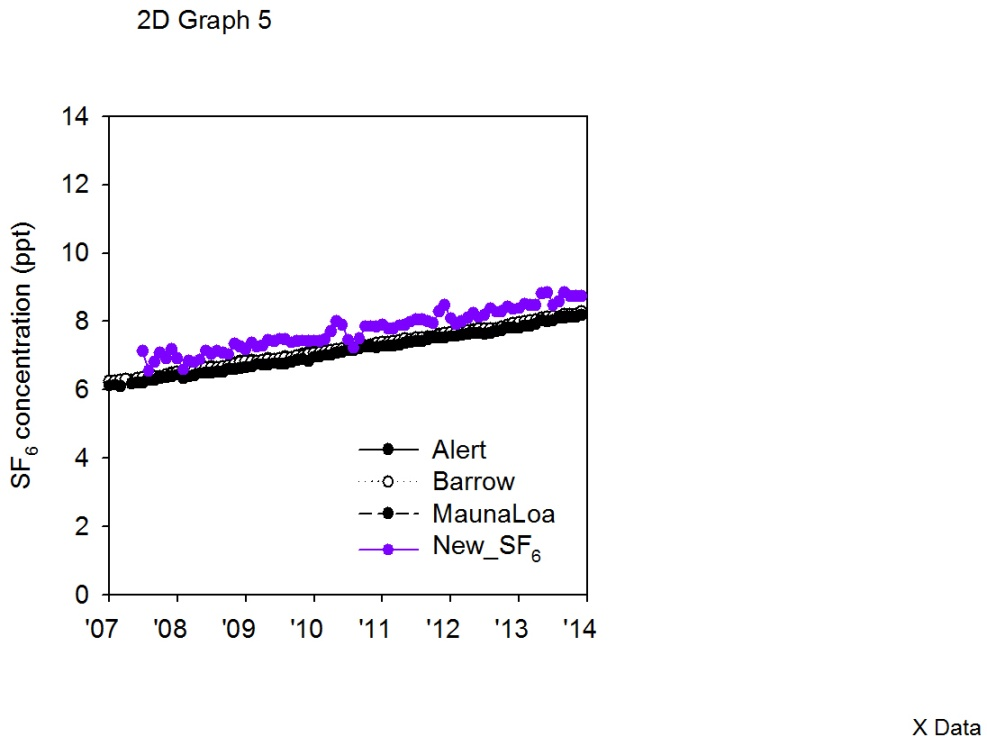 2D Graph 5
14
12
10
8
6
4
2
0
SF6 concentration (ppt)
Alert
Barrow
MaunaLoa
New_SF6
'07 '08 '09 '10 '11 '12 '13 '14
X Data